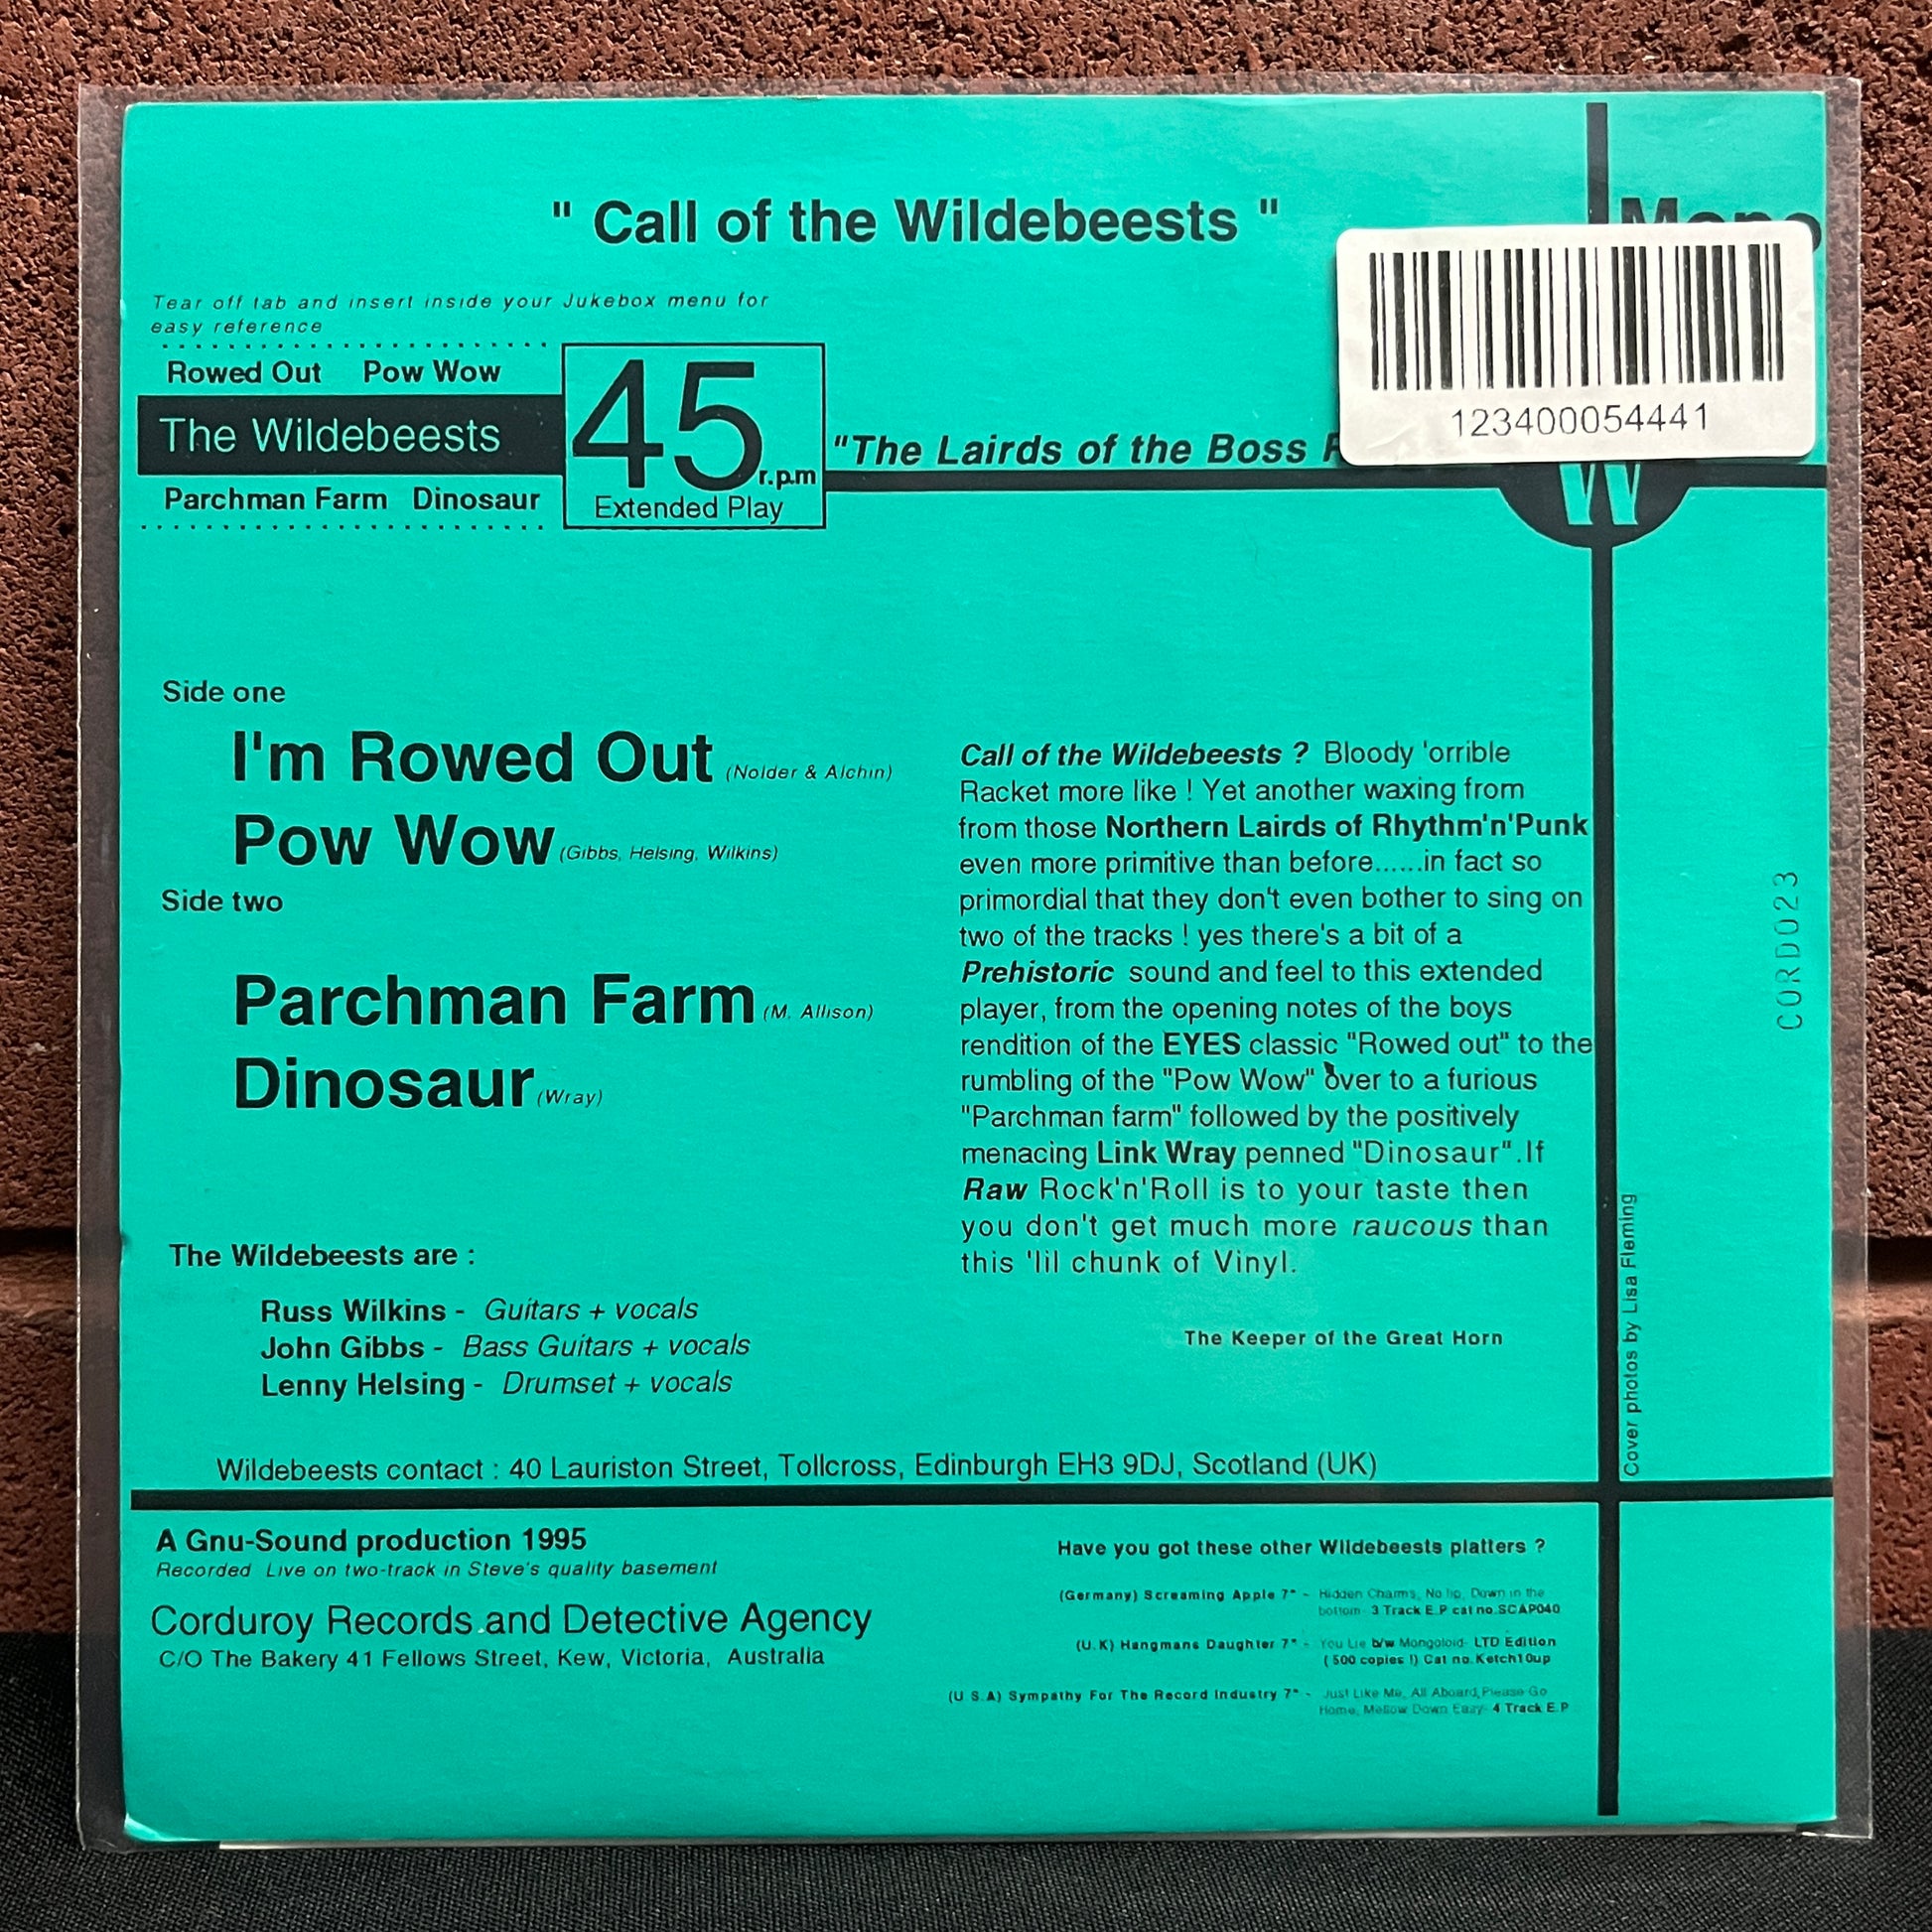 " Call of the Wildebeests "
Mono
Tear off tab and insert inside your Jukebox menu for
easy reference
Rowed Out Pow Wow
The Wildebeests
Parchman Farm Dinosaur
45 r.p.m
Extended Play
"The Lairds of the Boss
123400054441
W
Side one
I'm Rowed Out (Nolder & Alchin)
Pow Wow (Gibbs, Helsing, Wilkins)
Side two
Parchman Farm (M. Allison)
Dinosaur (Wray)
The Wildebeests are :
Russ Wilkins - Guitars + vocals
John Gibbs - Bass Guitars + vocals
Lenny Helsing - Drumset + vocals
Call of the Wildebeests ? Bloody 'orrible
Racket more like ! Yet another waxing from
from those Northern Lairds of Rhythm'n'Punk
even more primitive than before......in fact so
primordial that they don't even bother to sing on
two of the tracks ! yes there's a bit of a
Prehistoric sound and feel to this extended
player, from the opening notes of the boys
rendition of the EYES classic "Rowed out" to the
rumbling of the "Pow Wow" over to a furious
"Parchman farm" followed by the positively
menacing Link Wray penned "Dinosaur".If
Raw Rock'n'Roll is to your taste then
you don't get much more raucous than
this 'lil chunk of Vinyl.
The Keeper of the Great Horn
CORD023
Cover photos by Lisa Fleming
Wildebeests contact : 40 Lauriston Street, Tollcross, Edinburgh EH3 9DJ, Scotland (UK)
A Gnu-Sound production 1995
Recorded Live on two-track in Steve's quality basement
Corduroy Records and Detective Agency
C/O The Bakery 41 Fellows Street, Kew, Victoria, Australia
Have you got these other Wildebeests platters ?
(Germany) Screaming Apple 7" - Hidden Charms, No lip, Down in the
bottom- 3 Track E.P cat no.SCAP040
(U.K) Hangmans Daughter 7" - You Lie b/w Mongoloid- LTD Edition
( 500 copies !) Cat no.Ketch10up
(U S.A) Sympathy For The Record Industry 7" - Just Like Me, All Aboard,Please Go
Home, Mellow Down Easy- 4 Track E.P